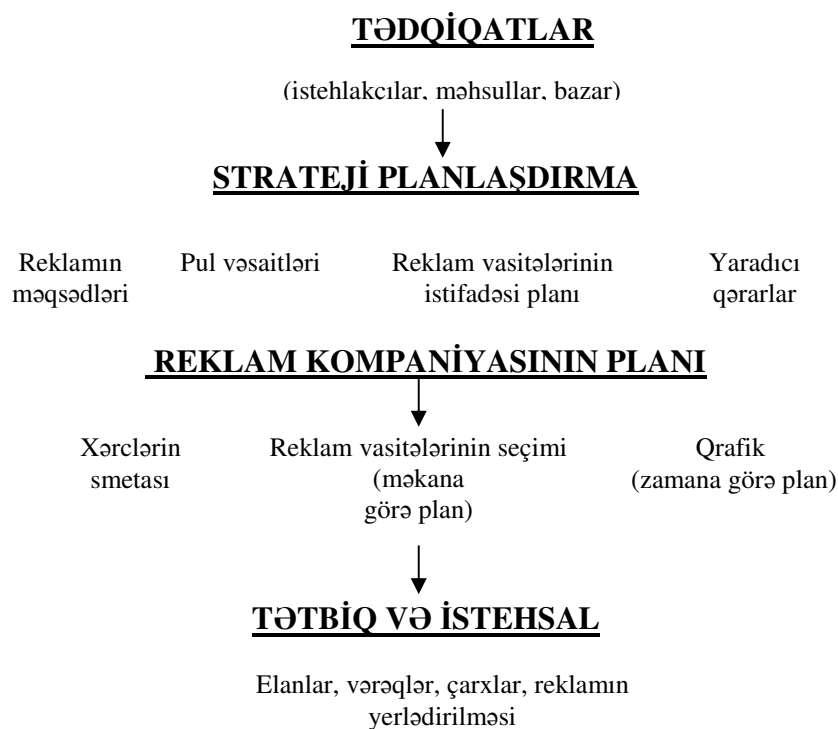 TƏDQİQATLAR
(istehlakcılar, məhsullar, bazar)
STRATEJİ PLANLAŞDIRMA
Reklamın Pul vəsaitləri Reklam vasitələrinin Yaradıcı
məqsədləri istifadəsi planı qərarlar
REKLAM KOMPANİYASININ PLANI
Xərclərin Reklam vasitələrinin seçimi Qrafik
smetası (məkana (zamana görə plan)
görə plan)
TƏTBİQ VƏ İSTEHSAL
Elanlar, vərəqlər, çarxlar, reklamın
yerlədirilməsi